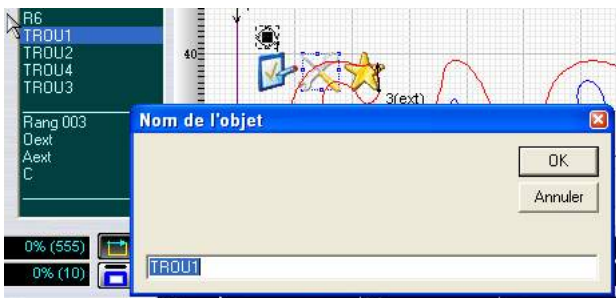 R6
TROU1
TROU2
TROU4
TROU3
Rang 003
Oext
Aext
C
40
3(ext)
Nom de l'objet
OK
Annuler
TROU1
0% (555)
0% (10)